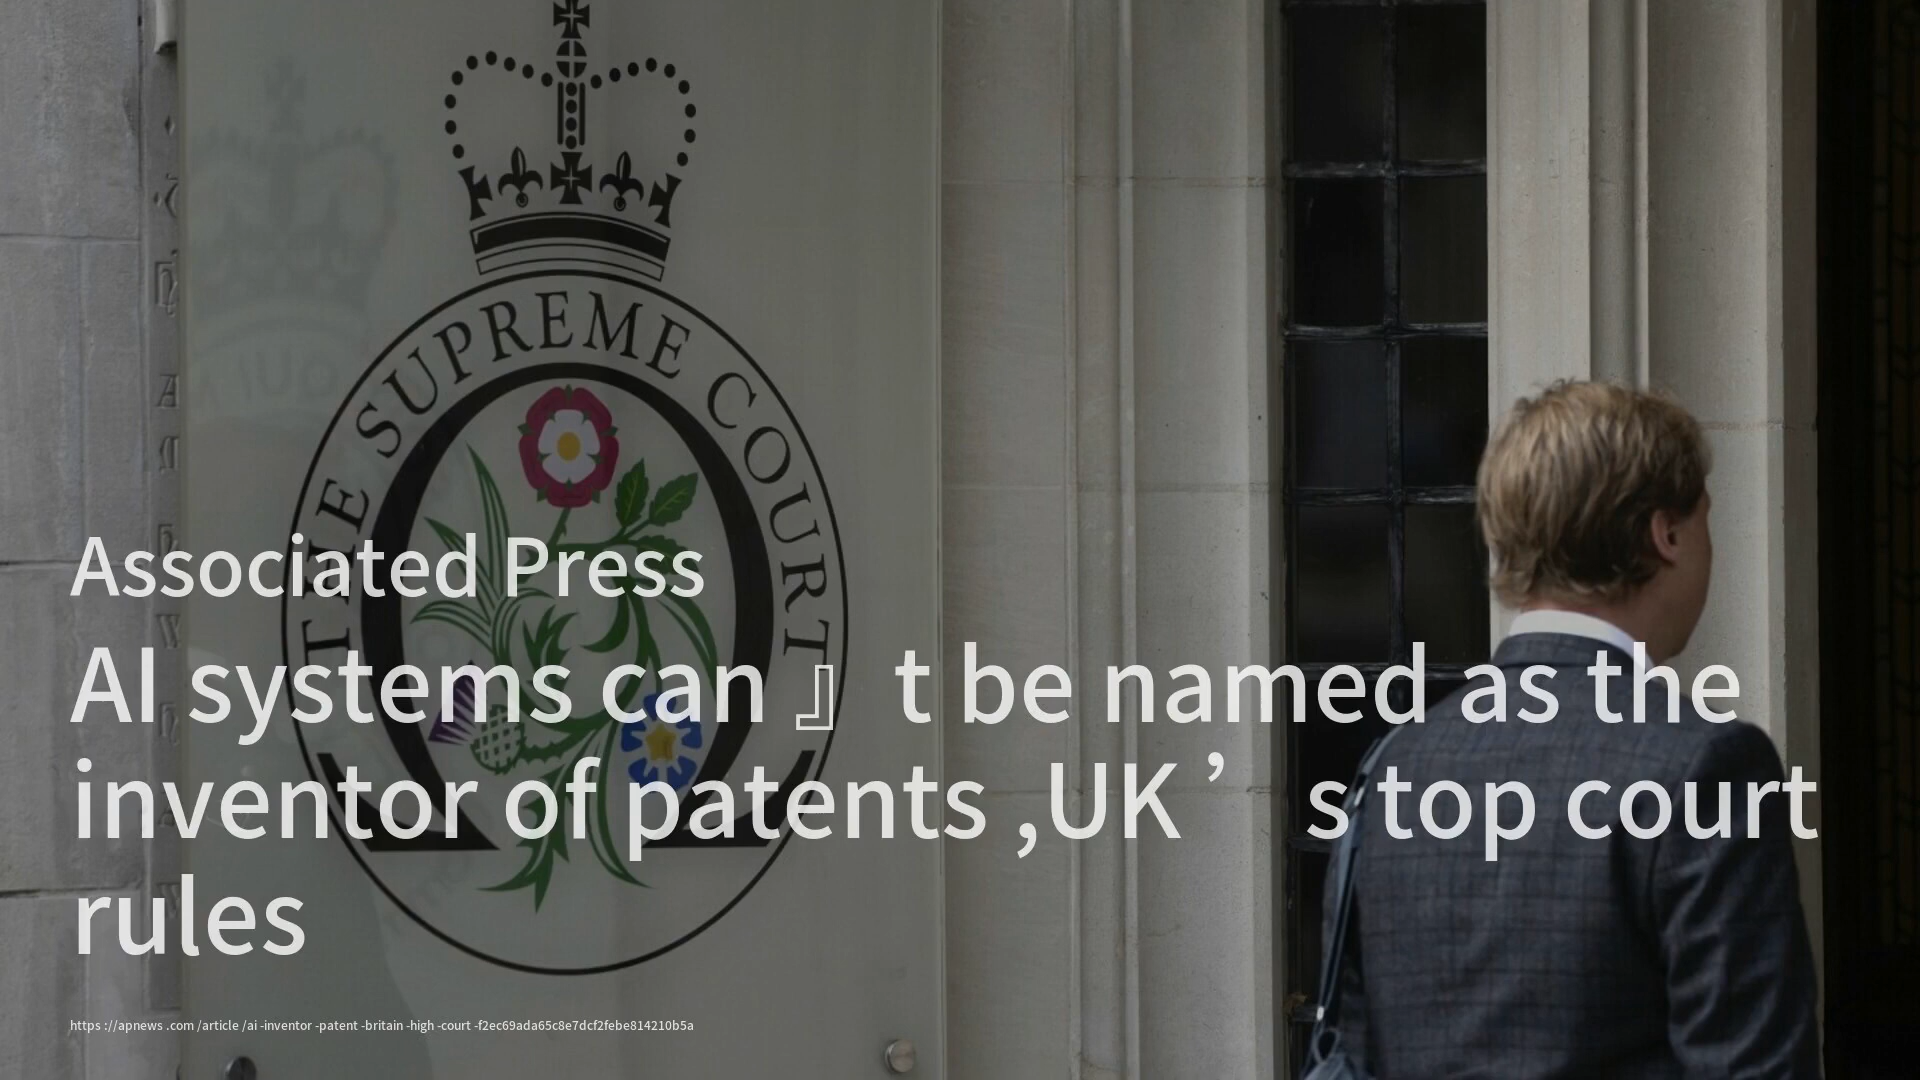 THE SUPREME COURT
Associated Press
AI systems can 』 t be named as the
inventor of patents ,UK ’ s top court
rules
https ://apnews .com /article /ai -inventor -patent -britain -high -court -f2ec69ada65c8e7dcf2febe814210b5a